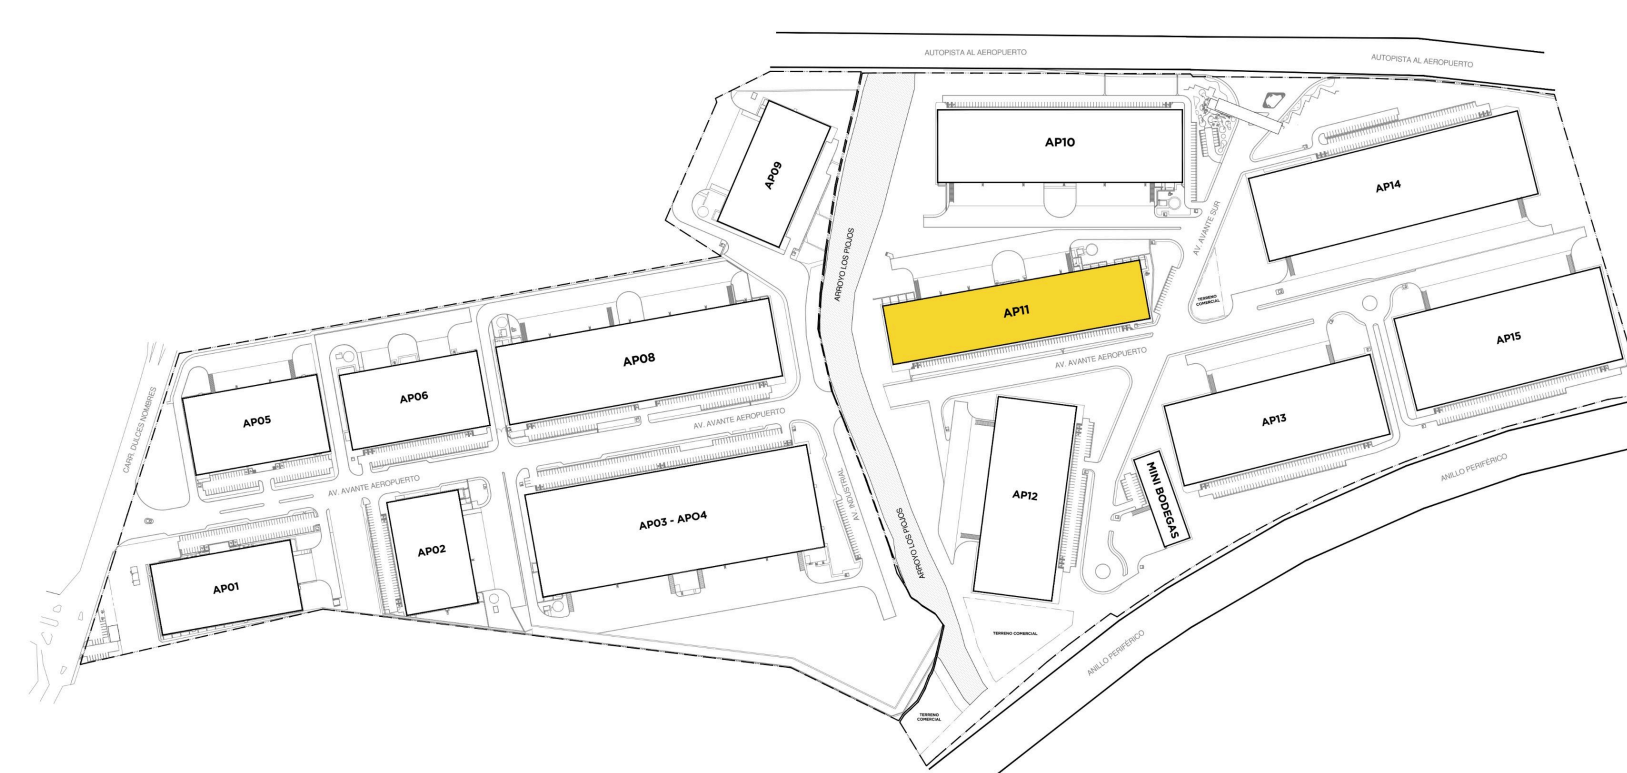 AUTOPISTA AL AEROPUERTO
AUTOPISTA AL AEROPUERTO
AP10
AP09
AP14
AV. AVANTE SUR
ARROYO LOS PIOJOS
TERRENO
COMERCIAL
AP11
AP15
AV. AVANTE AEROPUERTO
AP08
AP06
AP05
CARR. DULCES NOMBRES
AV. AVANTE AEROPUERTO
AP13
AV. AVANTE AEROPUERTO
ANILLO PERIFÉRICO
AV. INDUSTRIAL
AP12
MINI BODEGAS
AP03 - APO4
ARROYO LOS PIOJOS
AP02
AP01
TERRENO COMERCIAL
ANILLO PERIFÉRICO
TERRENO
COMERCIAL